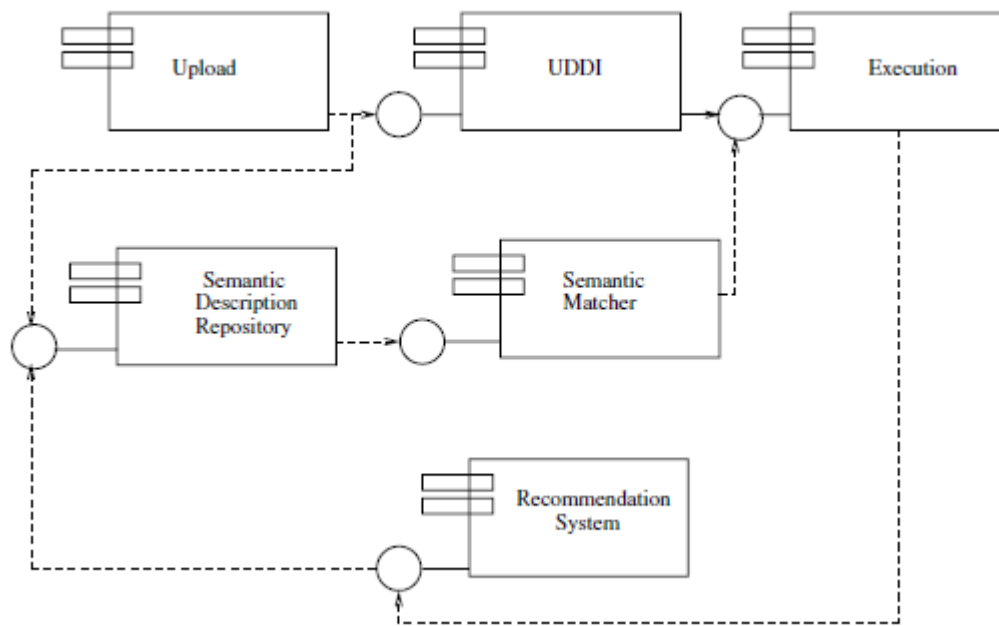 Upload
UDDI
Execution
Semantic
Description
Repository
Semantic
Matcher
Recommendation
System